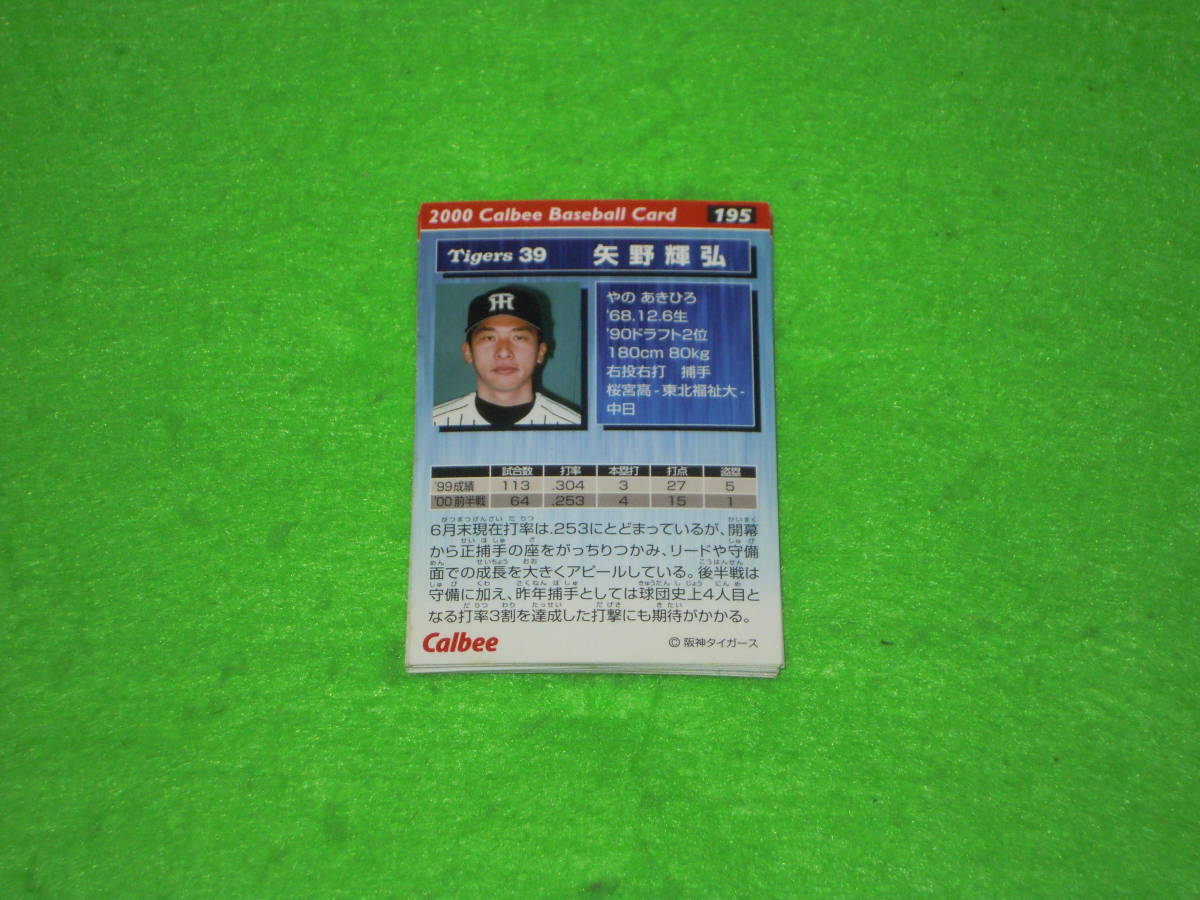 2000 Calbee Baseball Card 195
Tigers 39 矢野輝弘
やの あきひろ
'68.12.6生
'90ドラフト2位
180cm 80kg
右投右打 捕手
桜宮高-東北福祉大-
中日
試合数 打率 本塁打 打点 盗塁
'99成績 113 .304 3 27 5
'00前半戦 64 .253 4 15 1
6月末現在打率は.253にとどまっているが、開幕
から正捕手の座をがっちりつかみ、リードや守備
面での成長を大きくアピールしている。後半戦は
守備に加え、昨年捕手としては球団史上4人目と
なる打率3割を達成した打撃にも期待がかかる。
Calbee
© 阪神タイガース